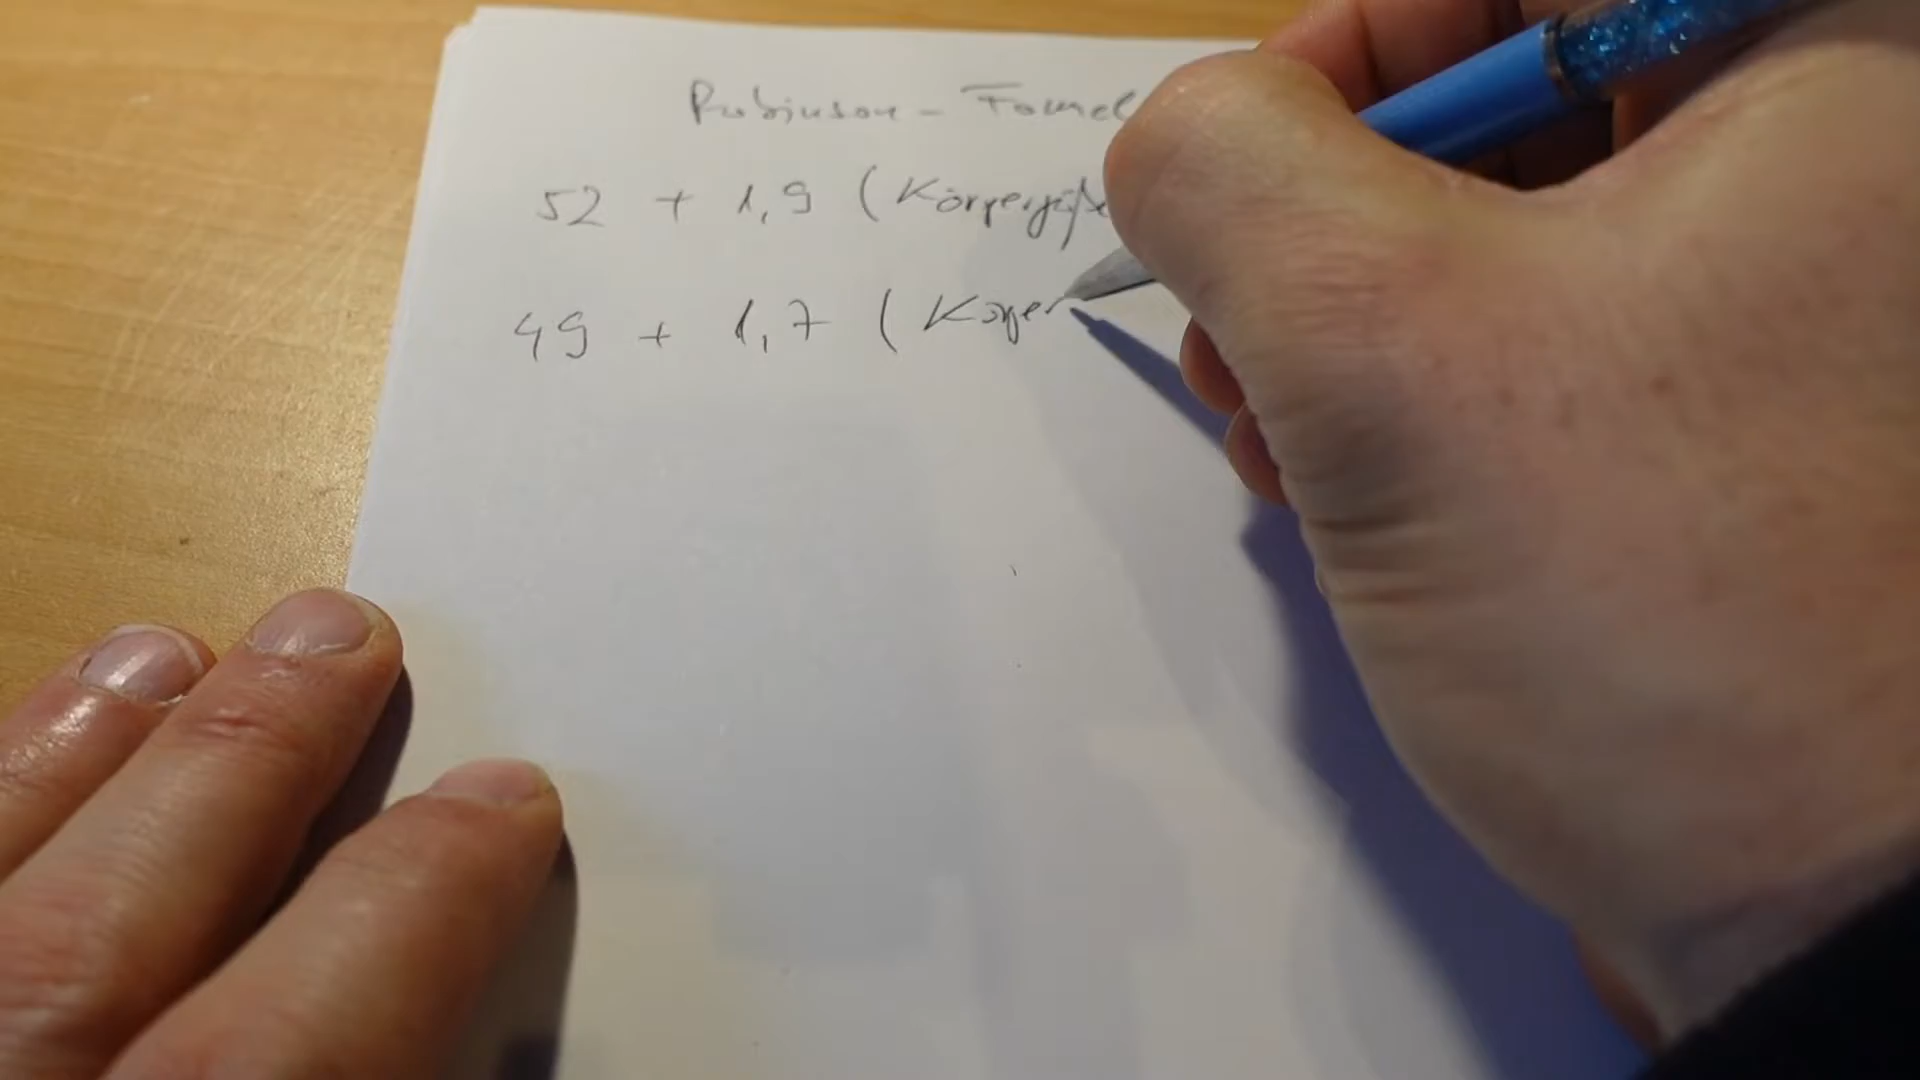 Robinson - Formel
52 + 1,9 (Körpergröße
49 + 1,7 (Körper